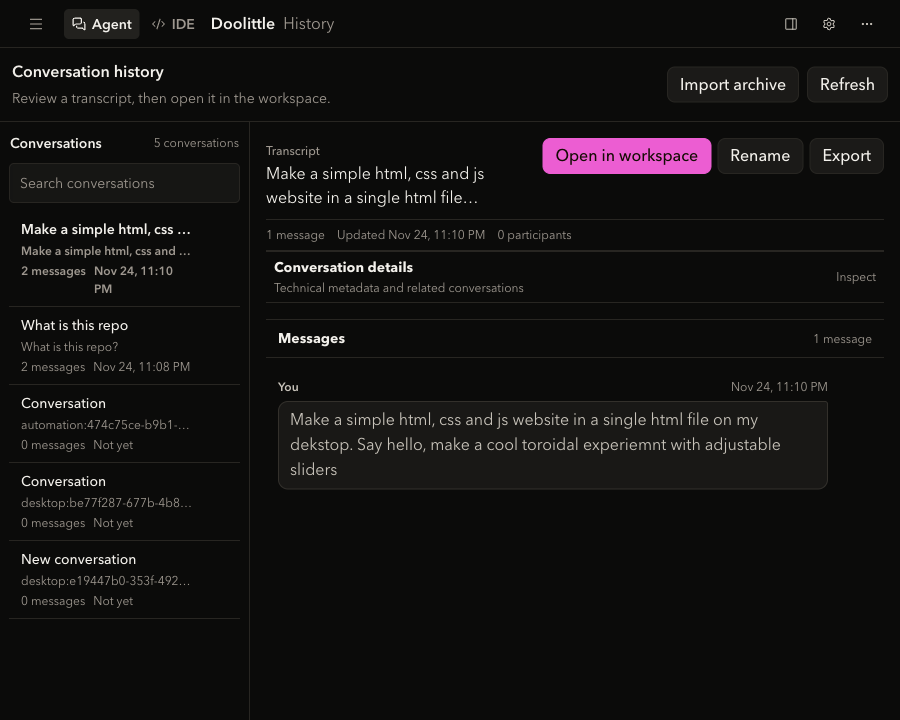 Agent
IDE
Doolittle History
Conversation history
Review a transcript, then open it in the workspace.
Import archive
Refresh
Conversations
5 conversations
Search conversations
Make a simple html, css ...
Make a simple html, css and ...
2 messages Nov 24, 11:10
PM
What is this repo
What is this repo?
2 messages Nov 24, 11:08 PM
Conversation
automation:474c75ce-b9b1-...
0 messages Not yet
Conversation
desktop:be77f287-677b-4b8...
0 messages Not yet
New conversation
desktop:e19447b0-353f-492...
0 messages Not yet
Transcript
Make a simple html, css and js
website in a single html file...
Open in workspace
Rename
Export
1 message Updated Nov 24, 11:10 PM 0 participants
Conversation details
Technical metadata and related conversations
Inspect
Messages
1 message
You
Nov 24, 11:10 PM
Make a simple html, css and js website in a single html file on my
dekstop. Say hello, make a cool toroidal experiemnt with adjustable
sliders